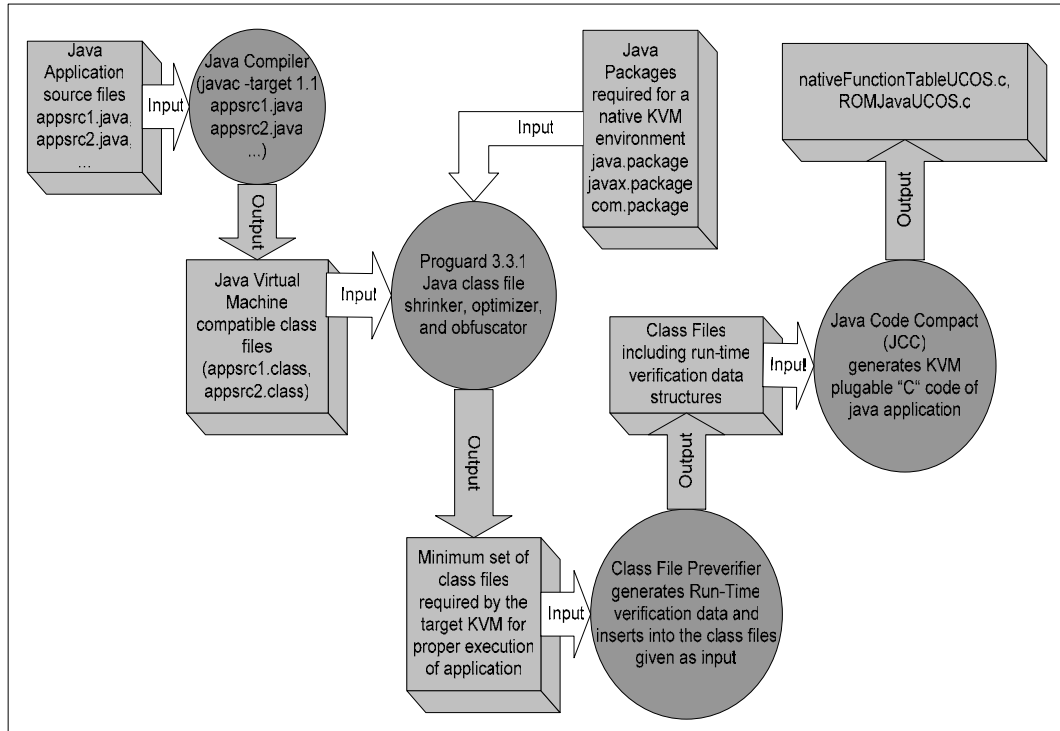 Java
Application
source files
appsrc1.java,
appsrc2.java,
...
Input
Java Compiler
(javac -target 1.1
appsrc1.java
appsrc2.java
...)
Output
Java Virtual
Machine
compatible class
files
(appsrc1.class,
appsrc2.class)
Input
Java
Packages
required for a
native KVM
environment
java.package
javax.package
com.package
Input
Proguard 3.3.1
Java class file
shrinker, optimizer,
and obfuscator
Output
Minimum set of
class files
required by the
target KVM for
proper execution
of application
Input
Class File Preverifier
generates Run-Time
verification data and
inserts into the class files
given as input
Output
Class Files
including run-time
verification data
structures
Input
Java Code Compact
(JCC)
generates KVM
plugable “C“ code of
java application
Output
nativeFunctionTableUCOS.c,
ROMJavaUCOS.c